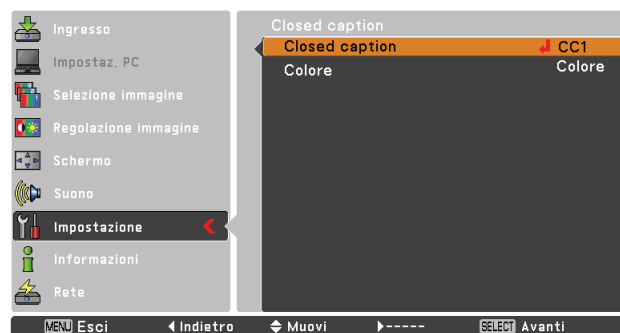 Ingresso
Impostaz. PC
Selezione immagine
Regolazione immagine
Schermo
Suono
Impostazione
Informazioni
Rete
Closed caption
Closed caption CC1
Colore Colore
MENU Esci Indietro Muovi ----- SELECT Avanti